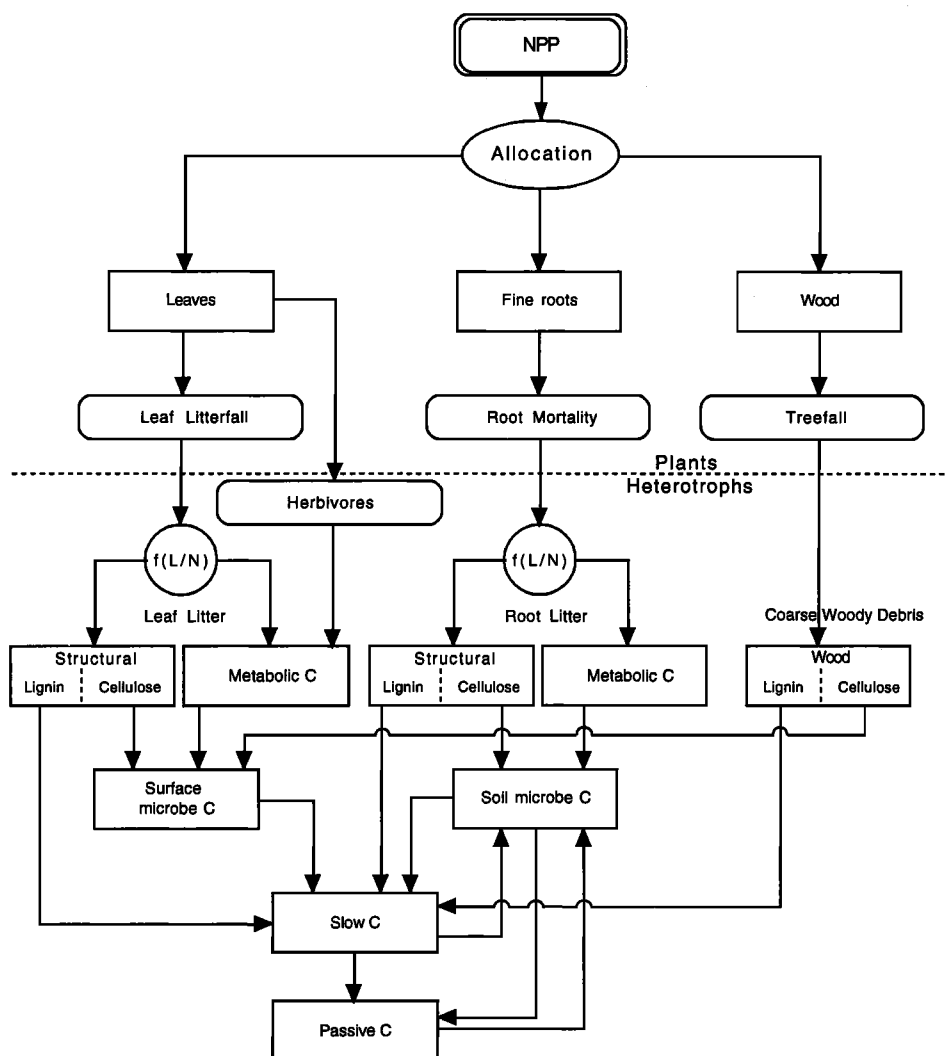 NPP
Allocation
Leaves
Fine roots
Wood
Leaf Litterfall
Root Mortality
Treefall
Plants
Heterotrophs
Herbivores
f(L/N)
f(L/N)
Leaf Litter
Root Litter
Coarse Woody Debris
Structural
Lignin
Cellulose
Metabolic C
Structural
Lignin
Cellulose
Metabolic C
Wood
Lignin
Cellulose
Surface
microbe C
Soil microbe C
Slow C
Passive C